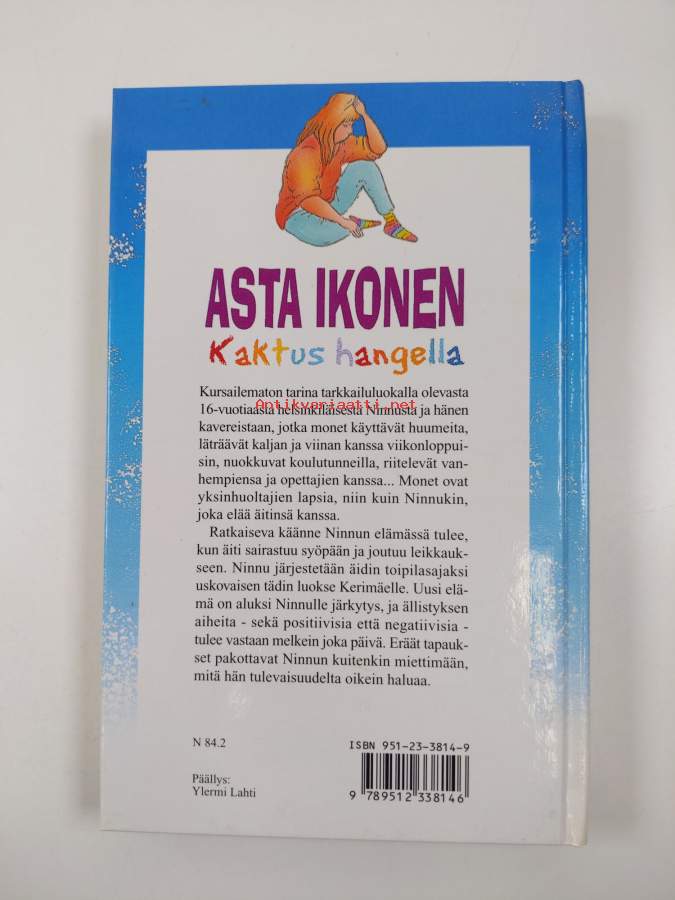 ASTA IKONEN
Kaktus hangella
Kursailematon tarina tarkkailuluokalla olevasta
Antikvariaatti.net
16-vuotiaasta helsinkiläisestä Ninnusta ja hänen
kavereistaan, jotka monet käyttävät huumeita,
läträävät kaljan ja viinan kanssa viikonloppui-
sin, nuokkuvat koulutunneilla, riitelevät van-
hempiensa ja opettajien kanssa... Monet ovat
yksinhuoltajien lapsia, niin kuin Ninnukin,
joka elää äitinsä kanssa.
Ratkaiseva käänne Ninnun elämässä tulee,
kun äiti sairastuu syöpään ja joutuu leikkauk-
seen. Ninnu järjestetään äidin toipilasajaksi
uskovaisen tädin luokse Kerimäelle. Uusi elä-
mä on aluksi Ninnulle järkytys, ja ällistyksen
aiheita - sekä positiivisia että negatiivisia -
tulee vastaan melkein joka päivä. Eräät tapauk-
set pakottavat Ninnun kuitenkin miettimään,
mitä hän tulevaisuudelta oikein haluaa.
N 84.2
ISBN 951-23-3814-9
Päällys:
Ylermi Lahti
9 789512 338146